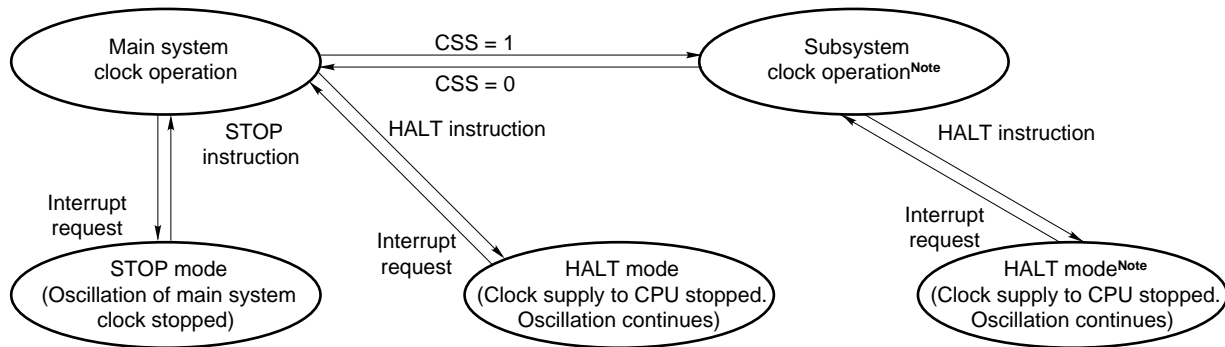 Main system
clock operation
CSS = 1
CSS = 0
Subsystem
clock operationNote
STOP
instruction
HALT instruction
HALT instruction
Interrupt
request
Interrupt
request
Interrupt
request
STOP mode
(Oscillation of main system
clock stopped)
HALT mode
(Clock supply to CPU stopped.
Oscillation continues)
HALT modeNote
(Clock supply to CPU stopped.
Oscillation continues)